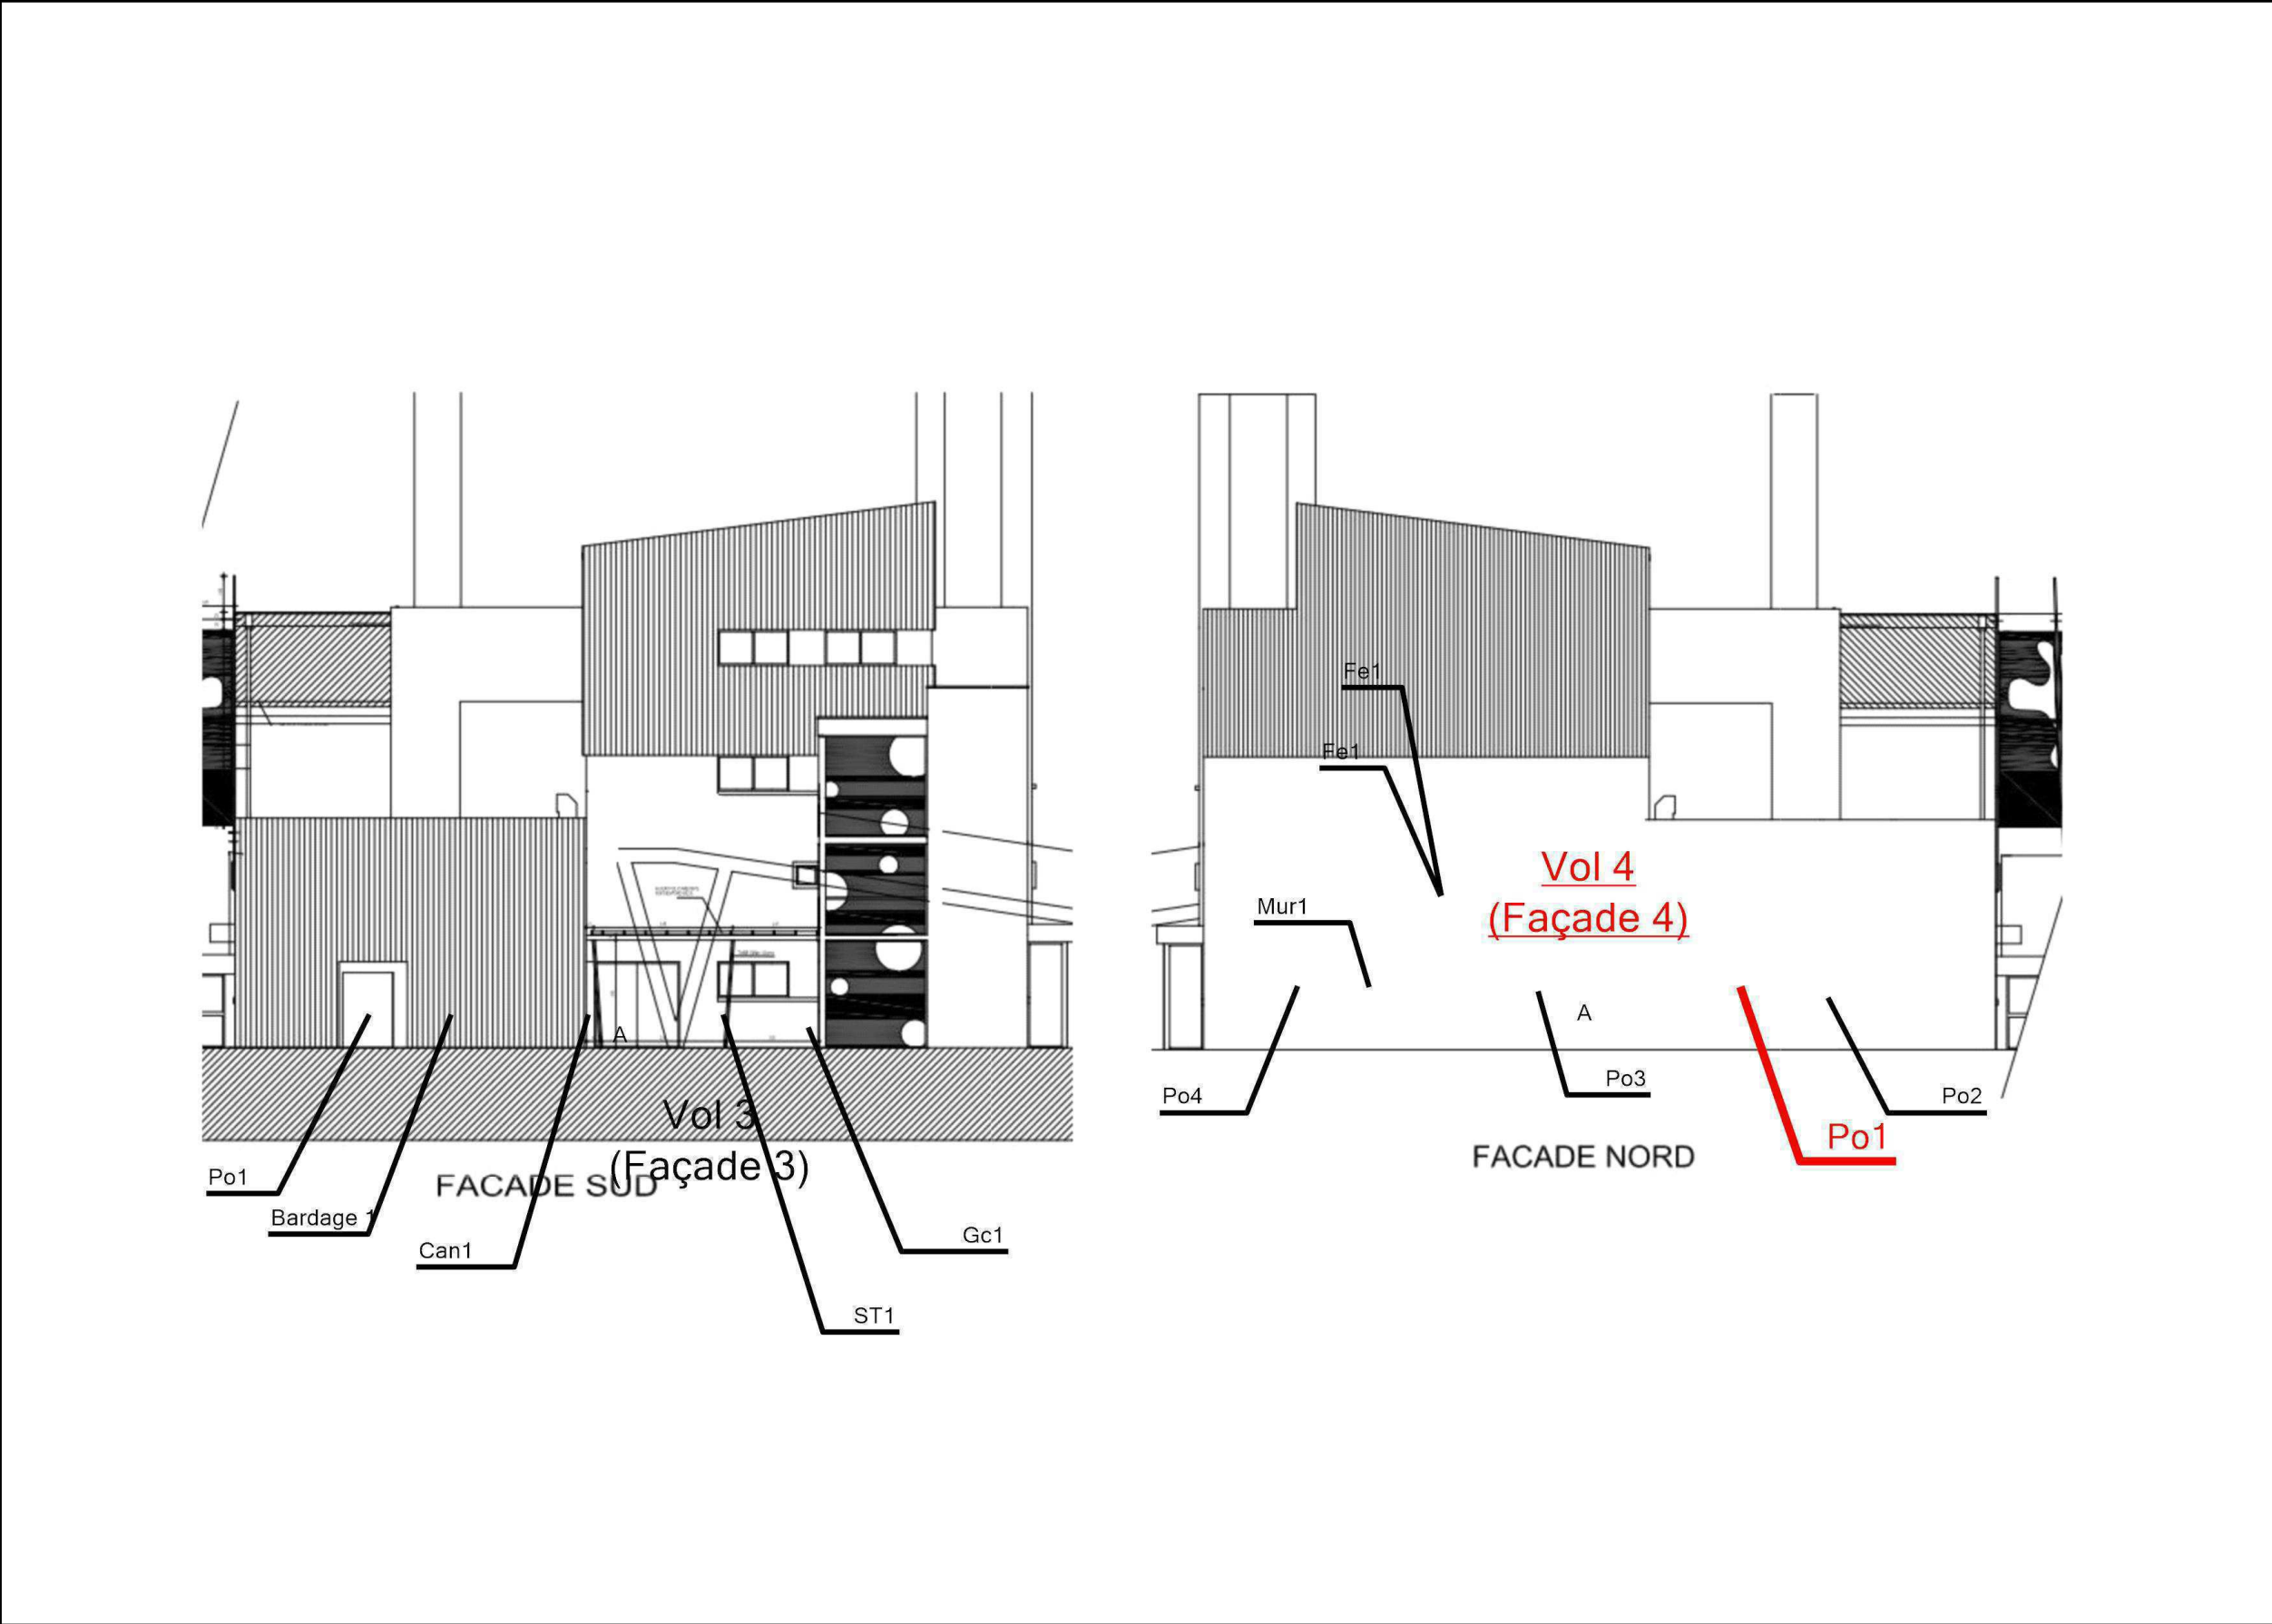 Fe1
Fe1
Vol 4
(Façade 4)
Mur1
A
A
Po4
Po3
Po2
Vol 3
(Façade 3)
Po1
FACADE NORD
Po1
FACADE SUD
Bardage 1
Can1
Gc1
ST1